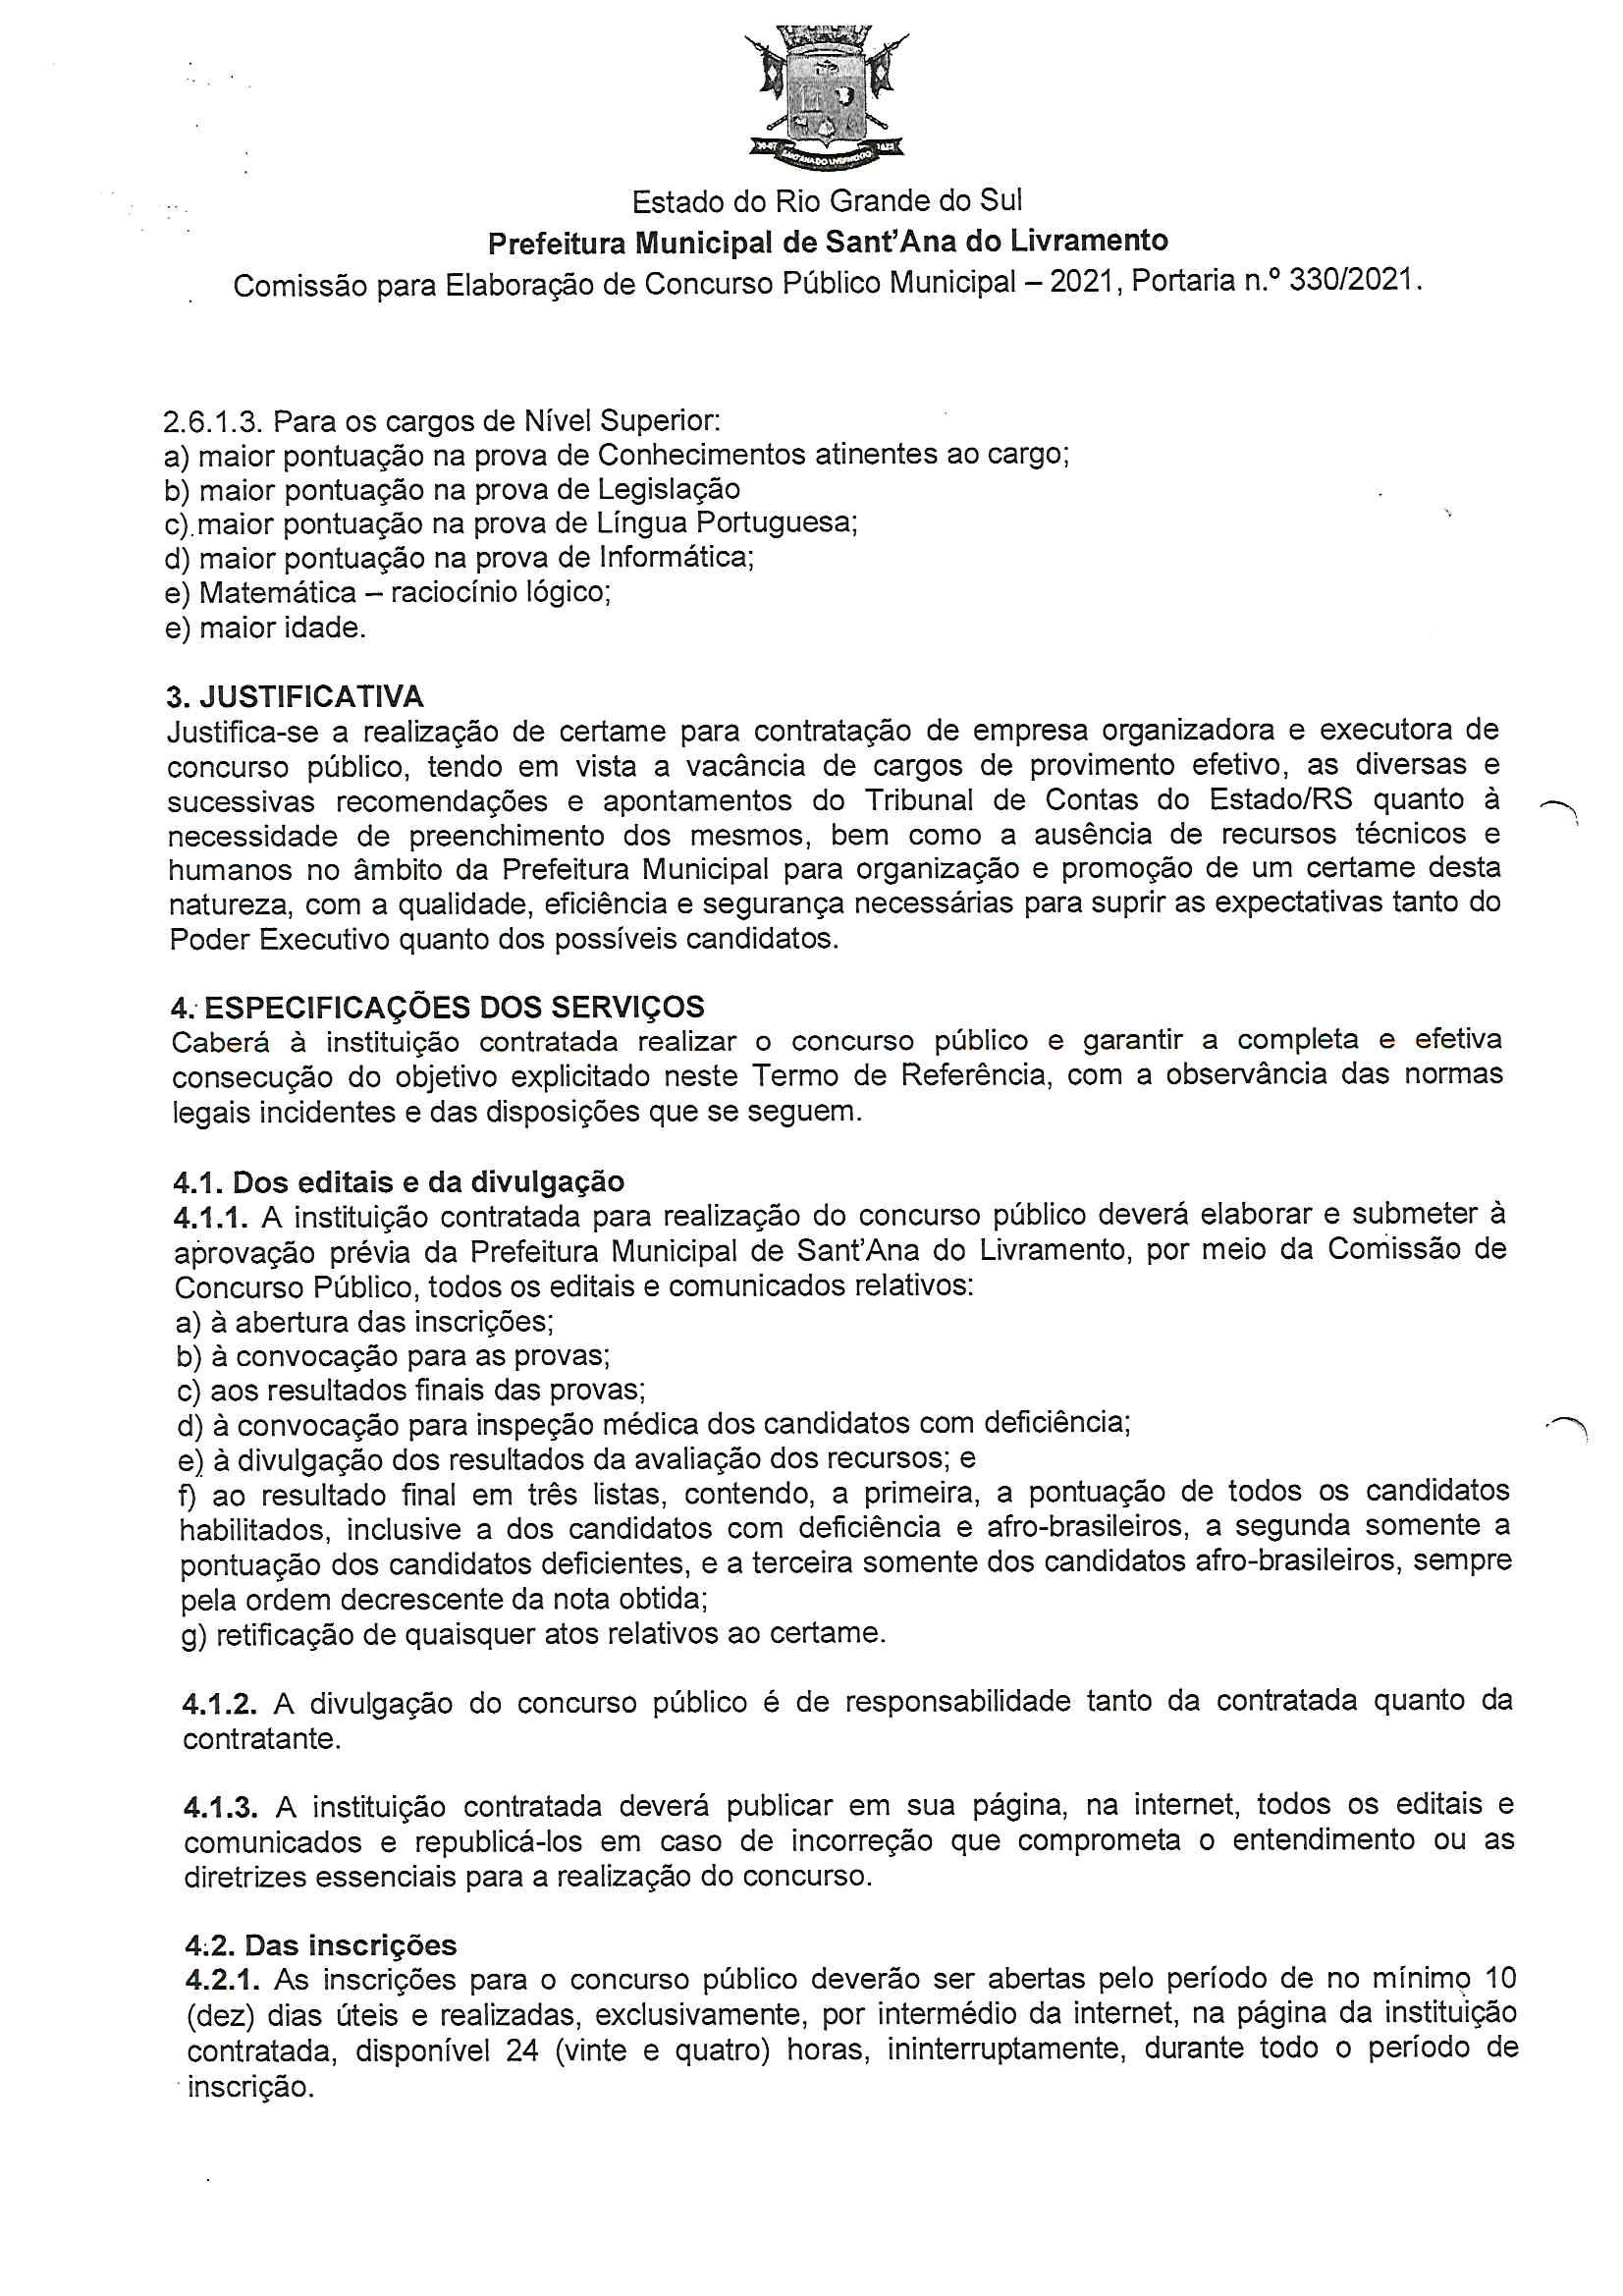 SANT'ANA DO LIVRAMENTO
Estado do Rio Grande do Sul
Prefeitura Municipal de Sant'Ana do Livramento
Comissão para Elaboração de Concurso Público Municipal – 2021, Portaria n.º 330/2021.
2.6.1.3. Para os cargos de Nível Superior:
a) maior pontuação na prova de Conhecimentos atinentes ao cargo;
b) maior pontuação na prova de Legislação
c) maior pontuação na prova de Língua Portuguesa;
d) maior pontuação na prova de Informática;
e) Matemática – raciocínio lógico;
e) maior idade.
3. JUSTIFICATIVA
Justifica-se a realização de certame para contratação de empresa organizadora e executora de
concurso público, tendo em vista a vacância de cargos de provimento efetivo, as diversas e
sucessivas recomendações e apontamentos do Tribunal de Contas do Estado/RS quanto à
necessidade de preenchimento dos mesmos, bem como a ausência de recursos técnicos e
humanos no âmbito da Prefeitura Municipal para organização e promoção de um certame desta
natureza, com a qualidade, eficiência e segurança necessárias para suprir as expectativas tanto do
Poder Executivo quanto dos possíveis candidatos.
4. ESPECIFICAÇÕES DOS SERVIÇOS
Caberá à instituição contratada realizar o concurso público e garantir a completa e efetiva
consecução do objetivo explicitado neste Termo de Referência, com a observância das normas
legais incidentes e das disposições que se seguem.
4.1. Dos editais e da divulgação
4.1.1. A instituição contratada para realização do concurso público deverá elaborar e submeter à
aprovação prévia da Prefeitura Municipal de Sant'Ana do Livramento, por meio da Comissão de
Concurso Público, todos os editais e comunicados relativos:
a) à abertura das inscrições;
b) à convocação para as provas;
c) aos resultados finais das provas;
d) à convocação para inspeção médica dos candidatos com deficiência;
e) à divulgação dos resultados da avaliação dos recursos; e
f) ao resultado final em três listas, contendo, a primeira, a pontuação de todos os candidatos
habilitados, inclusive a dos candidatos com deficiência e afro-brasileiros, a segunda somente a
pontuação dos candidatos deficientes, e a terceira somente dos candidatos afro-brasileiros, sempre
pela ordem decrescente da nota obtida;
g) retificação de quaisquer atos relativos ao certame.
4.1.2. A divulgação do concurso público é de responsabilidade tanto da contratada quanto da
contratante.
4.1.3. A instituição contratada deverá publicar em sua página, na internet, todos os editais e
comunicados e republicá-los em caso de incorreção que comprometa o entendimento ou as
diretrizes essenciais para a realização do concurso.
4.2. Das inscrições
4.2.1. As inscrições para o concurso público deverão ser abertas pelo período de no mínimo 10
(dez) dias úteis e realizadas, exclusivamente, por intermédio da internet, na página da instituição
contratada, disponível 24 (vinte e quatro) horas, ininterruptamente, durante todo o período de
inscrição.